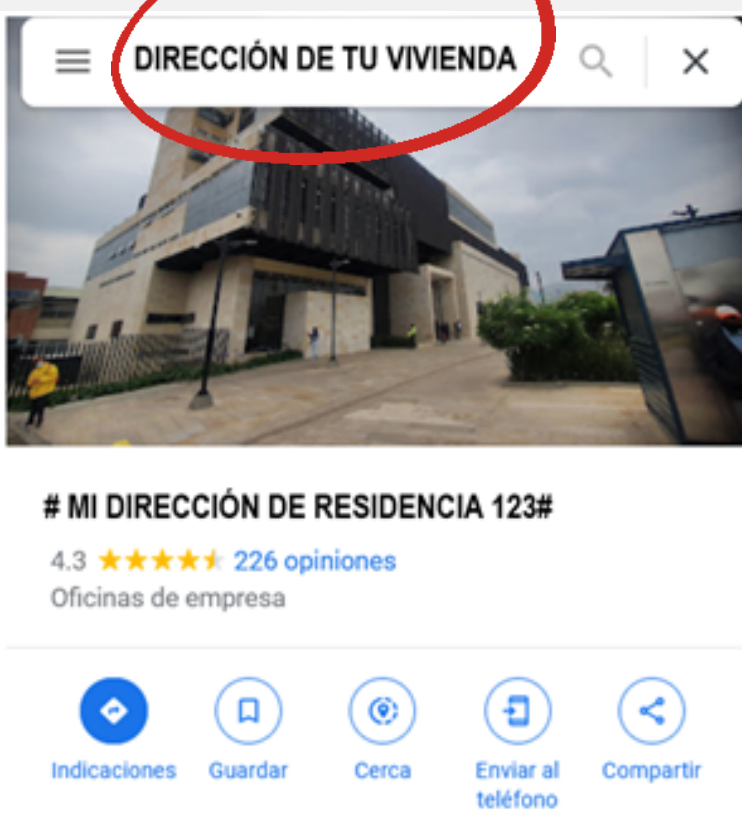 DIRECCIÓN DE TU VIVIENDA
# MI DIRECCIÓN DE RESIDENCIA 123#
4.3 226 opiniones
Oficinas de empresa
Indicaciones
Guardar
Cerca
Enviar al
teléfono
Compartir